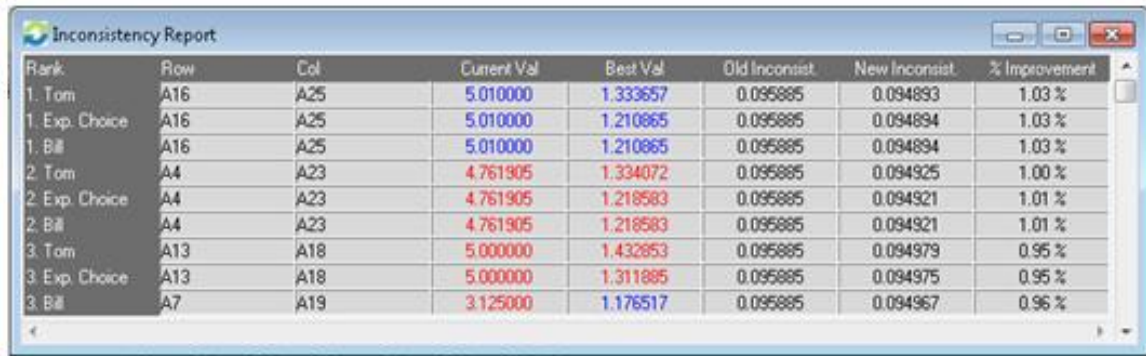 Inconsistency Report
Rank Row Col Current Val Best Val Old Inconsist. New Inconsist. % Improvement
1. Tom A16 A25 5.010000 1.333657 0.095885 0.094893 1.03 %
1. Exp. Choice A16 A25 5.010000 1.210865 0.095885 0.094894 1.03 %
1. Bill A16 A25 5.010000 1.210865 0.095885 0.094894 1.03 %
2. Tom A4 A23 4.761905 1.334072 0.095885 0.094925 1.00 %
2. Exp. Choice A4 A23 4.761905 1.218583 0.095885 0.094921 1.01 %
2. Bill A4 A23 4.761905 1.218583 0.095885 0.094921 1.01 %
3. Tom A13 A18 5.000000 1.432853 0.095885 0.094979 0.95 %
3. Exp. Choice A13 A18 5.000000 1.311885 0.095885 0.094975 0.95 %
3. Bill A7 A19 3.125000 1.176517 0.095885 0.094967 0.96 %